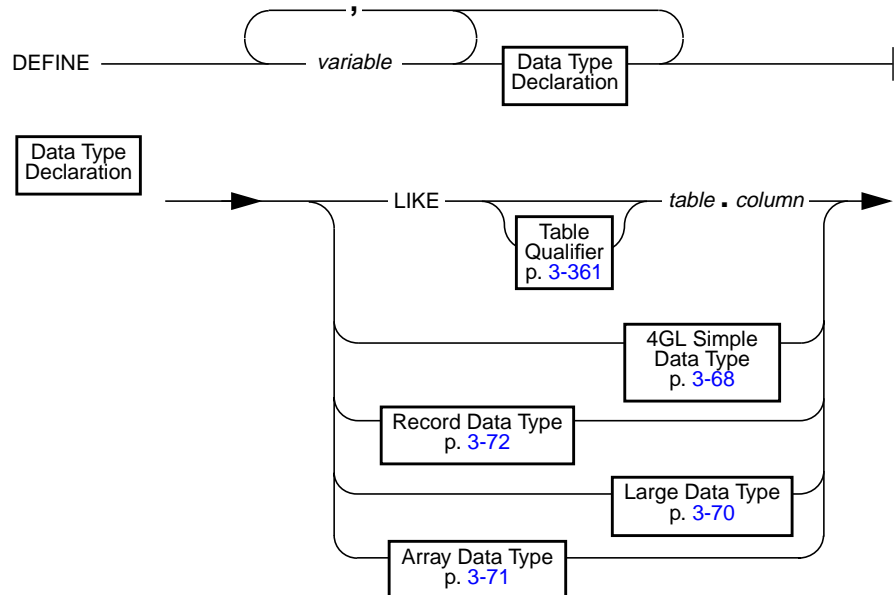 ,
DEFINE variable Data Type
Declaration
Data Type
Declaration
LIKE table . column
Table
Qualifier
p. 3-361
4GL Simple
Data Type
p. 3-68
Record Data Type
p. 3-72
Large Data Type
p. 3-70
Array Data Type
p. 3-71